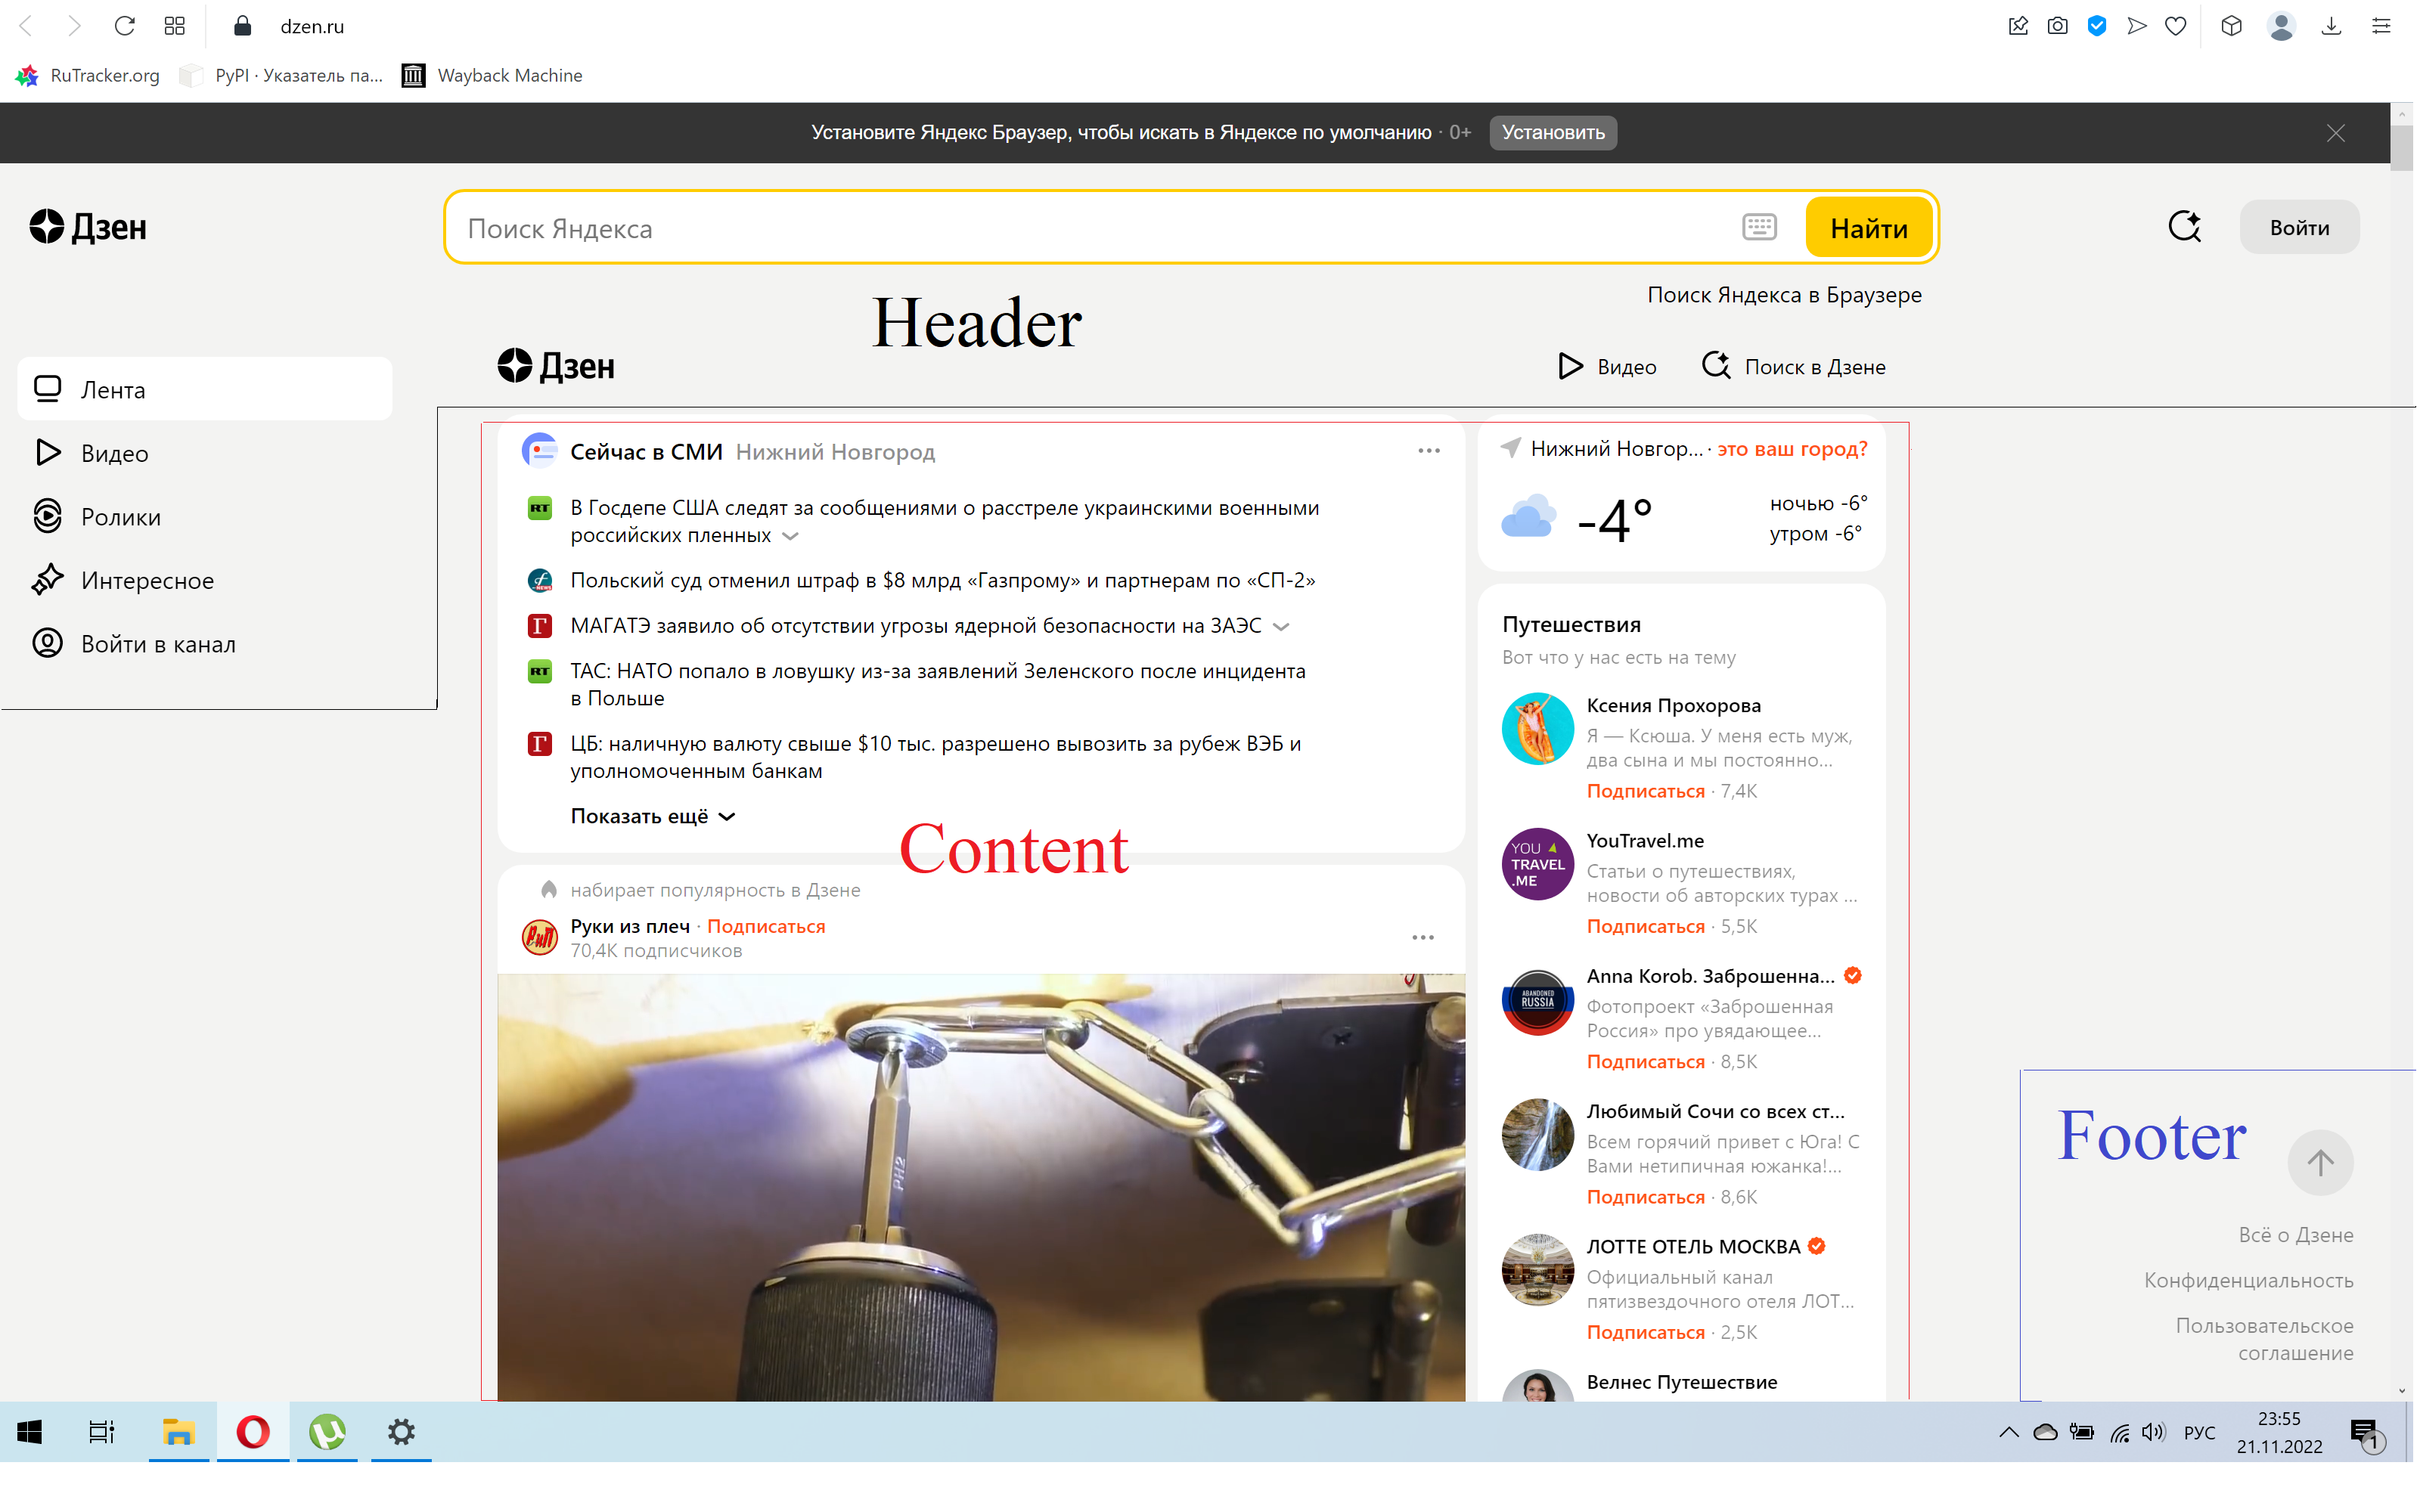 dzen.ru
RuTracker.org
PyPI · Указатель па...
Wayback Machine
Установите Яндекс Браузер, чтобы искать в Яндексе по умолчанию · 0+
Установить
Дзен
Поиск Яндекса
Найти
Войти
Поиск Яндекса в Браузере
Header
Дзен
Видео
Поиск в Дзене
Лента
Видео
Ролики
Интересное
Войти в канал
Сейчас в СМИ Нижний Новгород
RT
В Госдепе США следят за сообщениями о расстреле украинскими военными
российских пленных
Польский суд отменил штраф в $8 млрд «Газпрому» и партнерам по «СП-2»
Г
МАГАТЭ заявило об отсутствии угрозы ядерной безопасности на ЗАЭС
RT
ТАС: НАТО попало в ловушку из-за заявлений Зеленского после инцидента
в Польше
Г
ЦБ: наличную валюту свыше $10 тыс. разрешено вывозить за рубеж ВЭБ и
уполномоченным банкам
Показать ещё
Content
набирает популярность в Дзене
РиП
Руки из плеч · Подписаться
70,4K подписчиков
PH2
Нижний Новгор... · это ваш город?
-4°
ночью -6°
утром -6°
Путешествия
Вот что у нас есть на тему
Ксения Прохорова
Я — Ксюша. У меня есть муж,
два сына и мы постоянно...
Подписаться · 7,4K
YOU
TRAVEL
.ME
YouTravel.me
Статьи о путешествиях,
новости об авторских турах ...
Подписаться · 5,5K
ABANDONED
RUSSIA
Anna Korob. Заброшенна...
Фотопроект «Заброшенная
Россия» про увядающее...
Подписаться · 8,5K
Любимый Сочи со всех ст...
Всем горячий привет с Юга! С
Вами нетипичная южанка!...
Подписаться · 8,6K
ЛОТТЕ ОТЕЛЬ МОСКВА
Официальный канал
пятизвездочного отеля ЛОТ...
Подписаться · 2,5K
Велнес Путешествие
Footer
Всё о Дзене
Конфиденциальность
Пользовательское
соглашение
РУС
23:55
21.11.2022
1